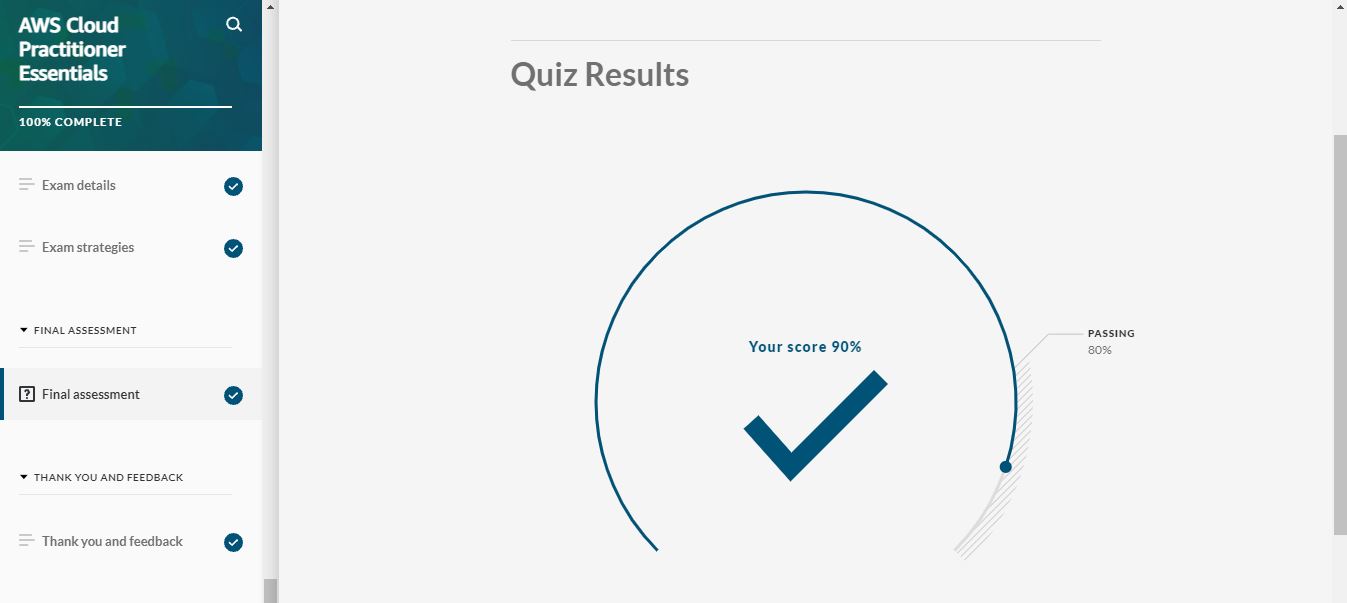 AWS Cloud
Practitioner
Essentials
100% COMPLETE
Exam details
Exam strategies
FINAL ASSESSMENT
Final assessment
THANK YOU AND FEEDBACK
Thank you and feedback
Quiz Results
Your score 90%
PASSING
80%